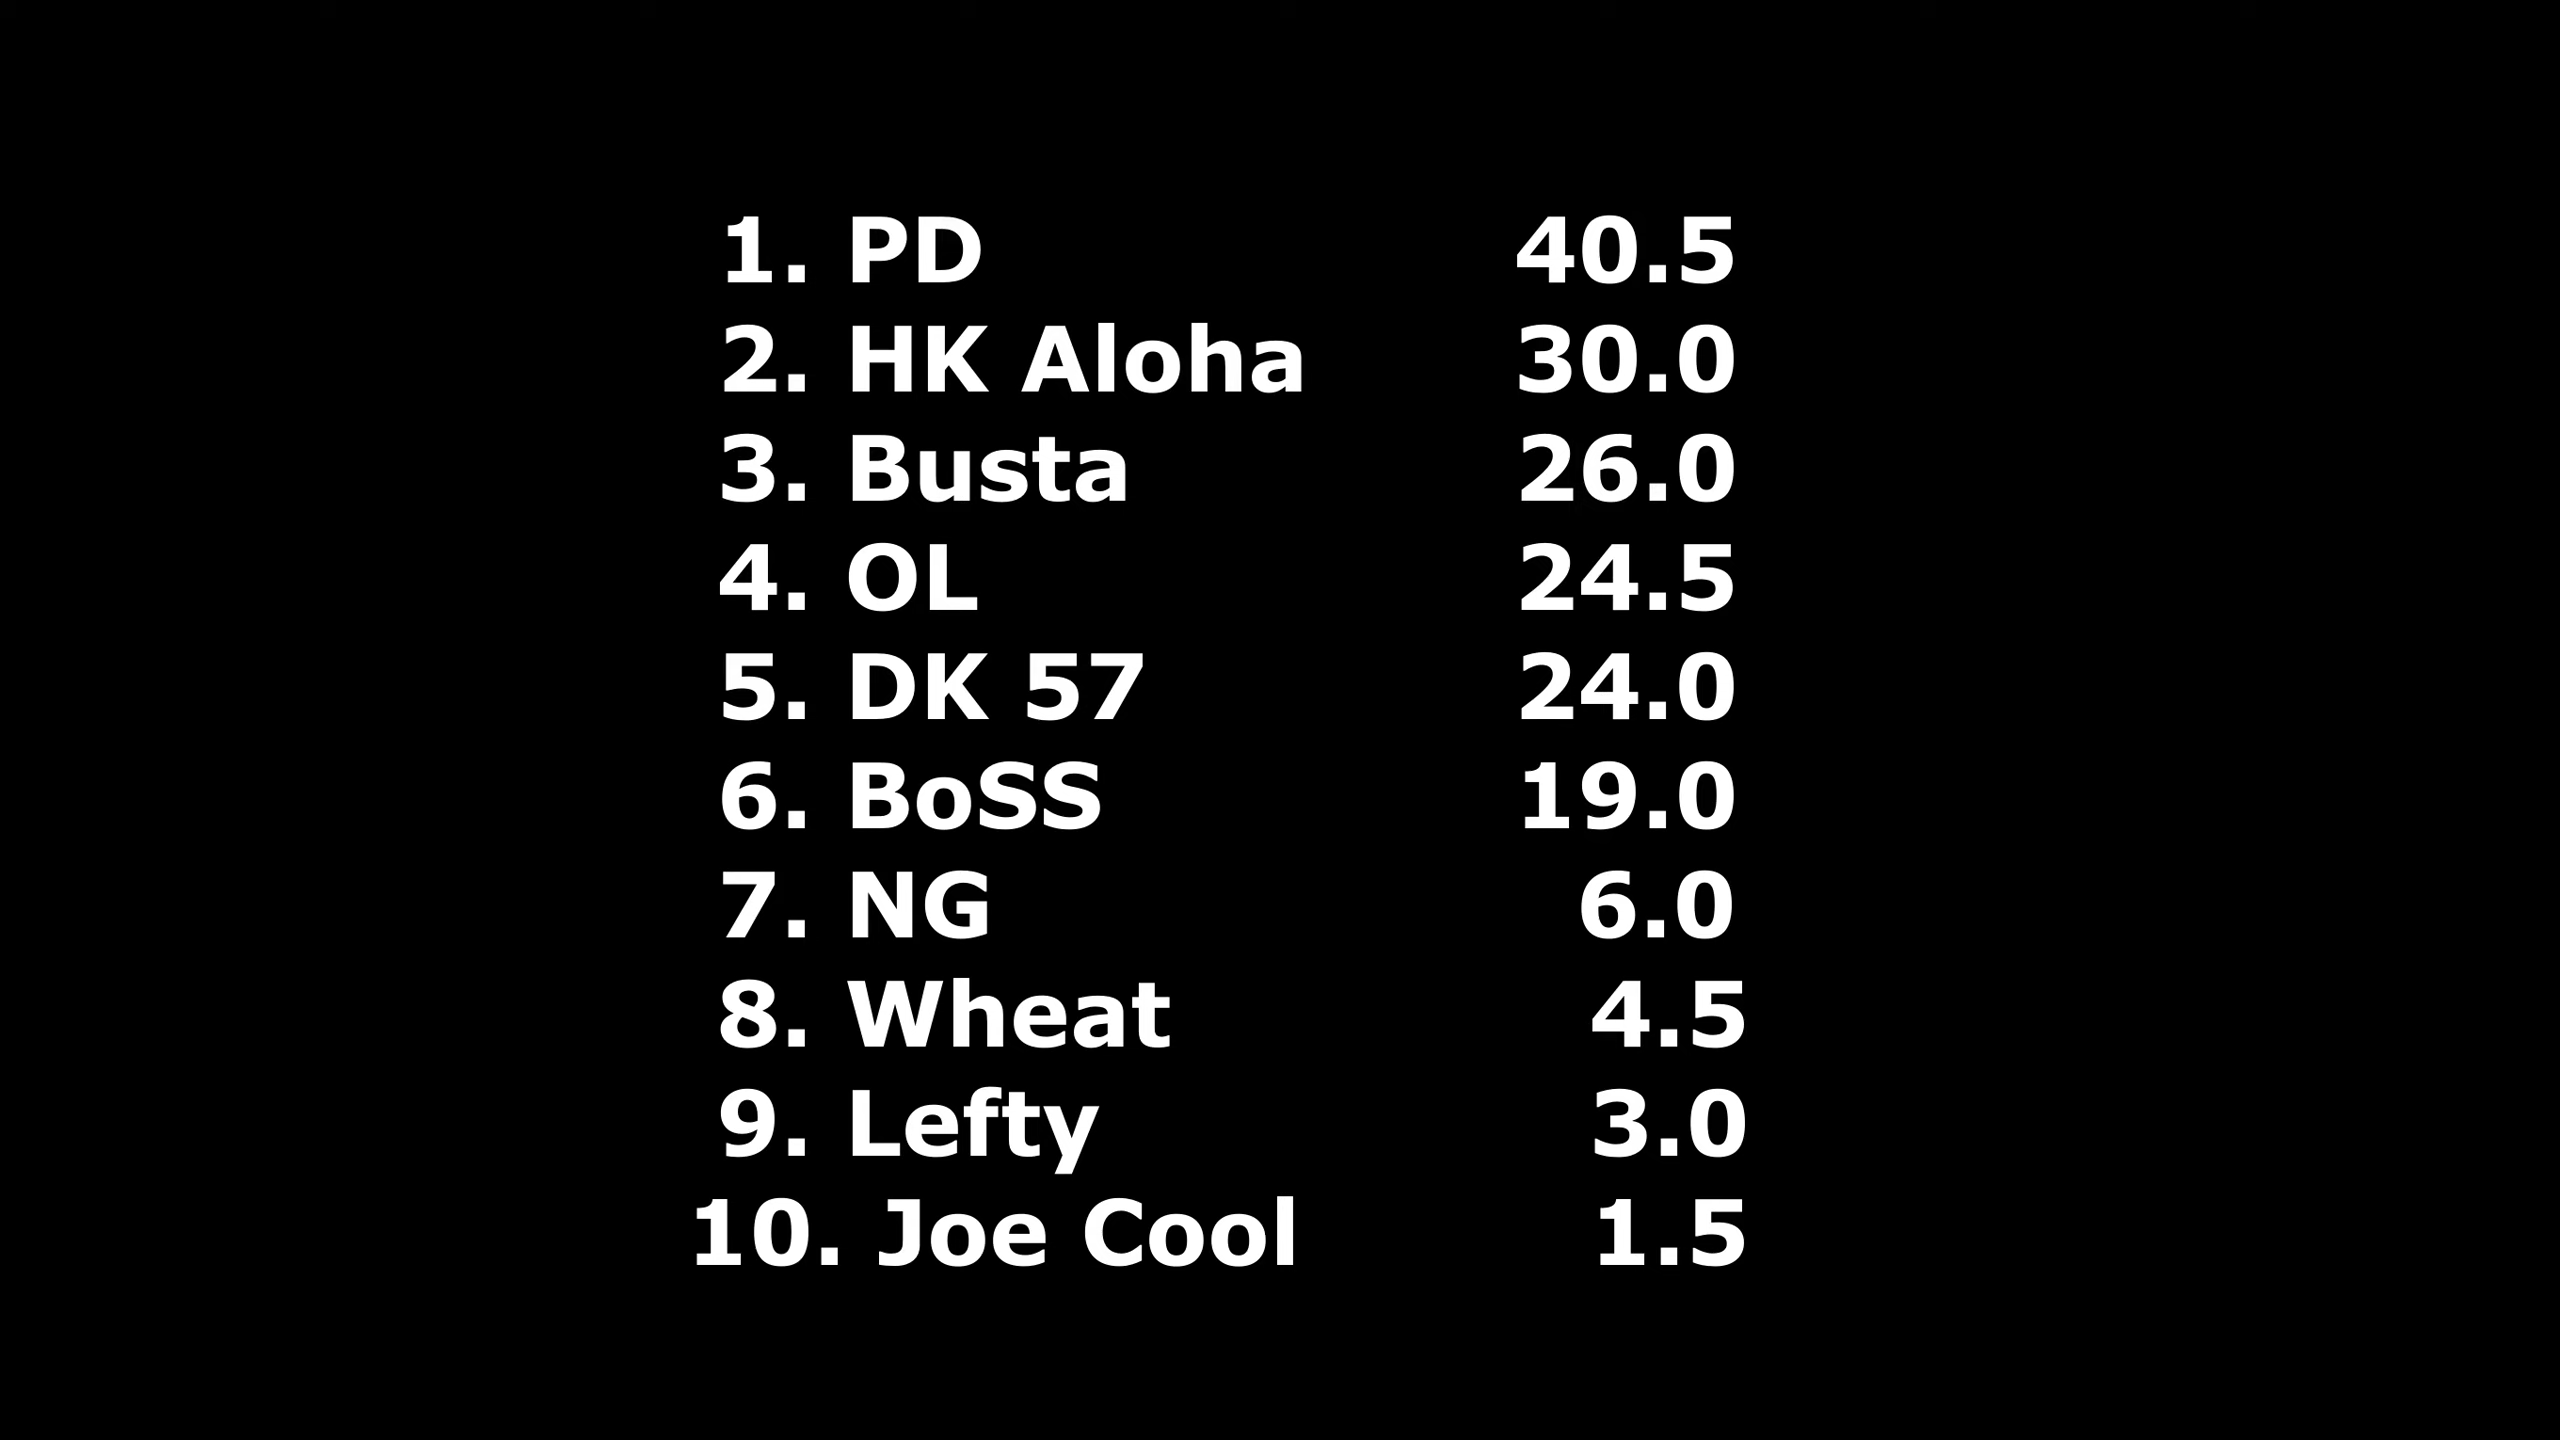 1. PD 40.5
2. HK Aloha 30.0
3. Busta 26.0
4. OL 24.5
5. DK 57 24.0
6. BoSS 19.0
7. NG 6.0
8. Wheat 4.5
9. Lefty 3.0
10. Joe Cool 1.5